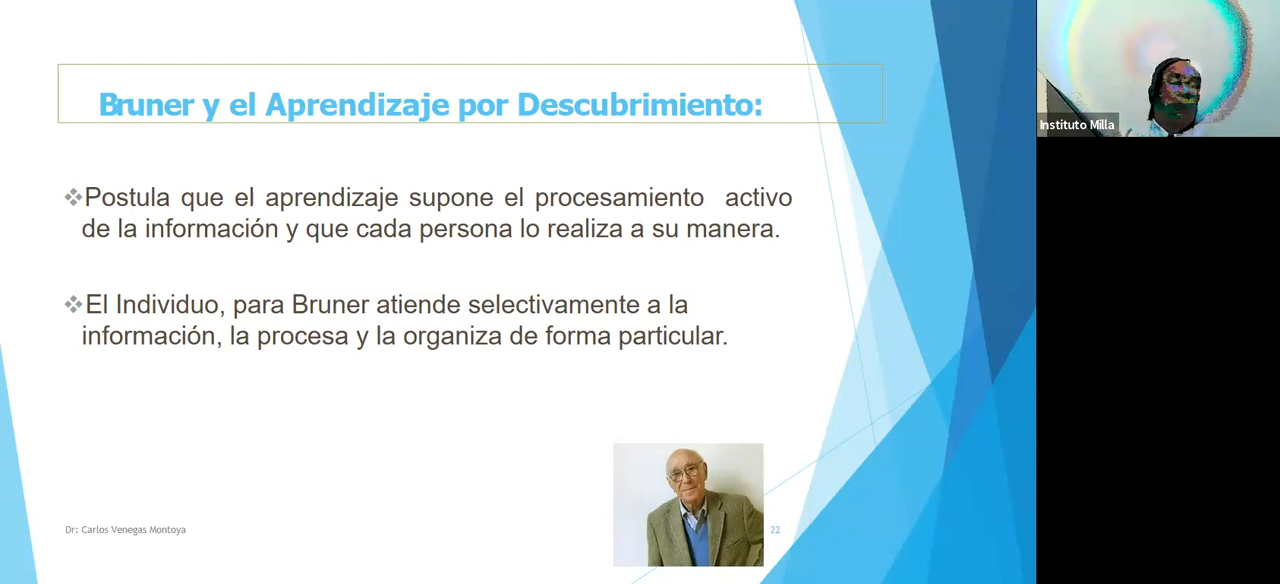 Bruner y el Aprendizaje por Descubrimiento:
Postula que el aprendizaje supone el procesamiento activo
de la información y que cada persona lo realiza a su manera.
El Individuo, para Bruner atiende selectivamente a la
información, la procesa y la organiza de forma particular.
Dr: Carlos Venegas Montoya
22
Instituto Milla